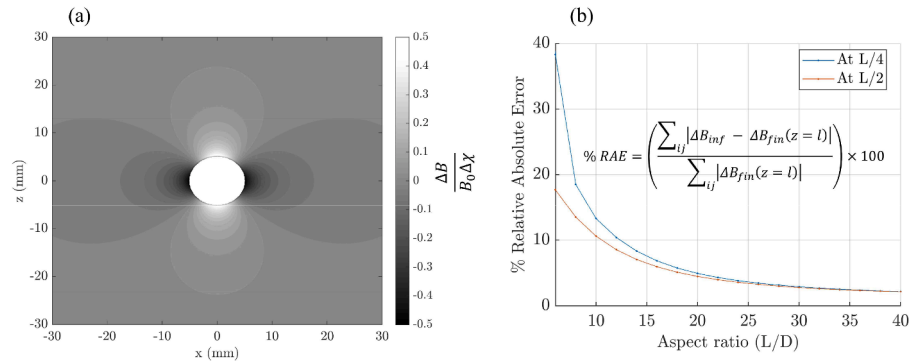 (a)
30
20
10
0
-10
-20
-30
z (mm)
-30 -20 -10 0 10 20 30
x (mm)
0.5
0.4
0.3
0.2
0.1
0
-0.1
-0.2
-0.3
-0.4
-0.5
ΔB
B₀Δχ
(b)
40
30
20
10
0
% Relative Absolute Error
At L/4
At L/2
% RAE = (∑ij|ΔBinf − ΔBfin(z = l)| / ∑ij|ΔBfin(z = l)|) × 100
10 15 20 25 30 35 40
Aspect ratio (L/D)